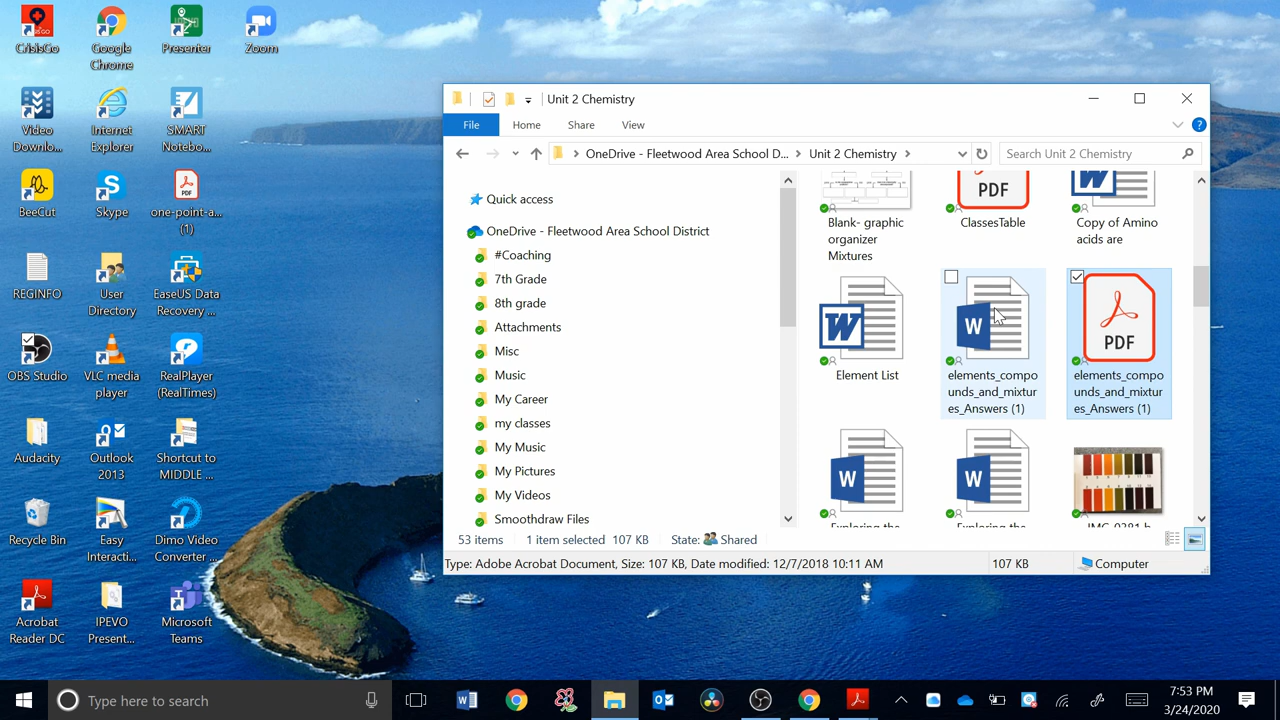 CrisisGo
Google
Chrome
Presenter
Zoom
Video
Downlo...
Internet
Explorer
SMART
Notebo...
BeeCut
Skype
one-point-a...
(1)
REGINFO
User
Directory
EaseUS Data
Recovery ...
OBS Studio
VLC media
player
RealPlayer
(RealTimes)
Audacity
Outlook
2013
Shortcut to
MIDDLE ...
Recycle Bin
Easy
Interacti...
Dimo Video
Converter ...
Acrobat
Reader DC
IPEVO
Present...
Microsoft
Teams
Unit 2 Chemistry
File
Home
Share
View
OneDrive - Fleetwood Area School D...
Unit 2 Chemistry
Search Unit 2 Chemistry
Quick access
OneDrive - Fleetwood Area School District
#Coaching
7th Grade
8th grade
Attachments
Misc
Music
My Career
my classes
My Music
My Pictures
My Videos
Smoothdraw Files
PDF
Blank- graphic
organizer
Mixtures
ClassesTable
Copy of Amino
acids are
PDF
Element List
elements_compo
unds_and_mixtur
es_Answers (1)
elements_compo
unds_and_mixtur
es_Answers (1)
53 items
1 item selected 107 KB
State: Shared
Type: Adobe Acrobat Document, Size: 107 KB, Date modified: 12/7/2018 10:11 AM
107 KB
Computer
Type here to search
7:53 PM
3/24/2020